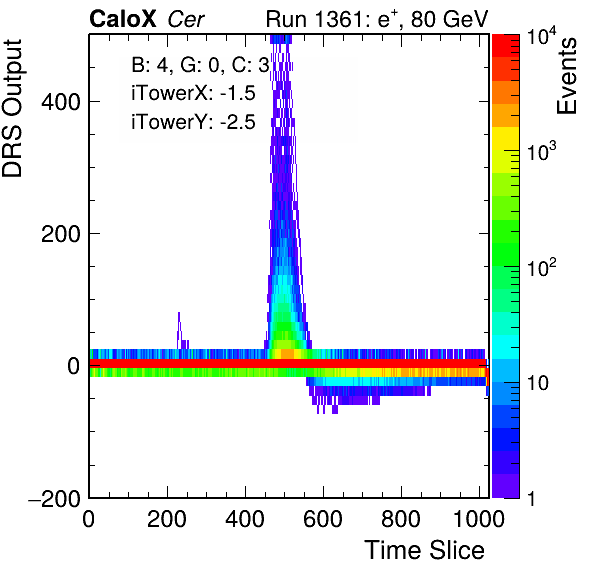 CaloX Cer Run 1361: e⁺, 80 GeV
B: 4, G: 0, C: 3
iTowerX: -1.5
iTowerY: -2.5
DRS Output
400
200
0
−200
0 200 400 600 800 1000
Time Slice
Events
10⁴
10³
10²
10
1